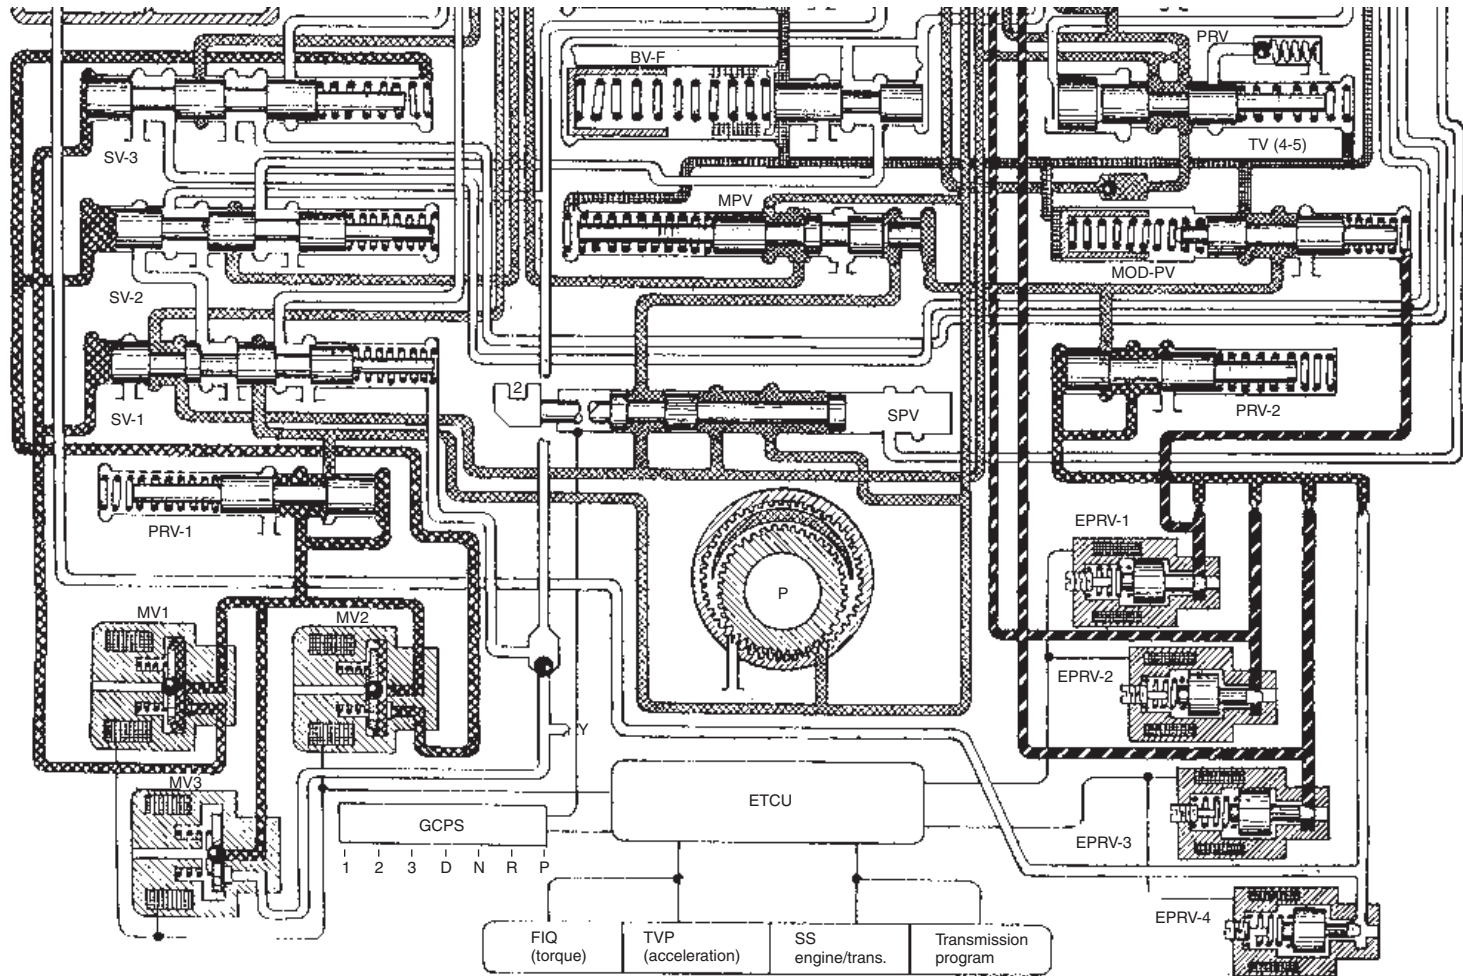 PRV
BV-F
TV (4-5)
SV-3
MPV
MOD-PV
SV-2
2
SPV
SV-1
PRV-2
PRV-1
EPRV-1
P
MV1
MV2
EPRV-2
Y
MV3
ETCU
GCPS
EPRV-3
1 2 3 D N R P
EPRV-4
FIQ
(torque)
TVP
(acceleration)
SS
engine/trans.
Transmission
program